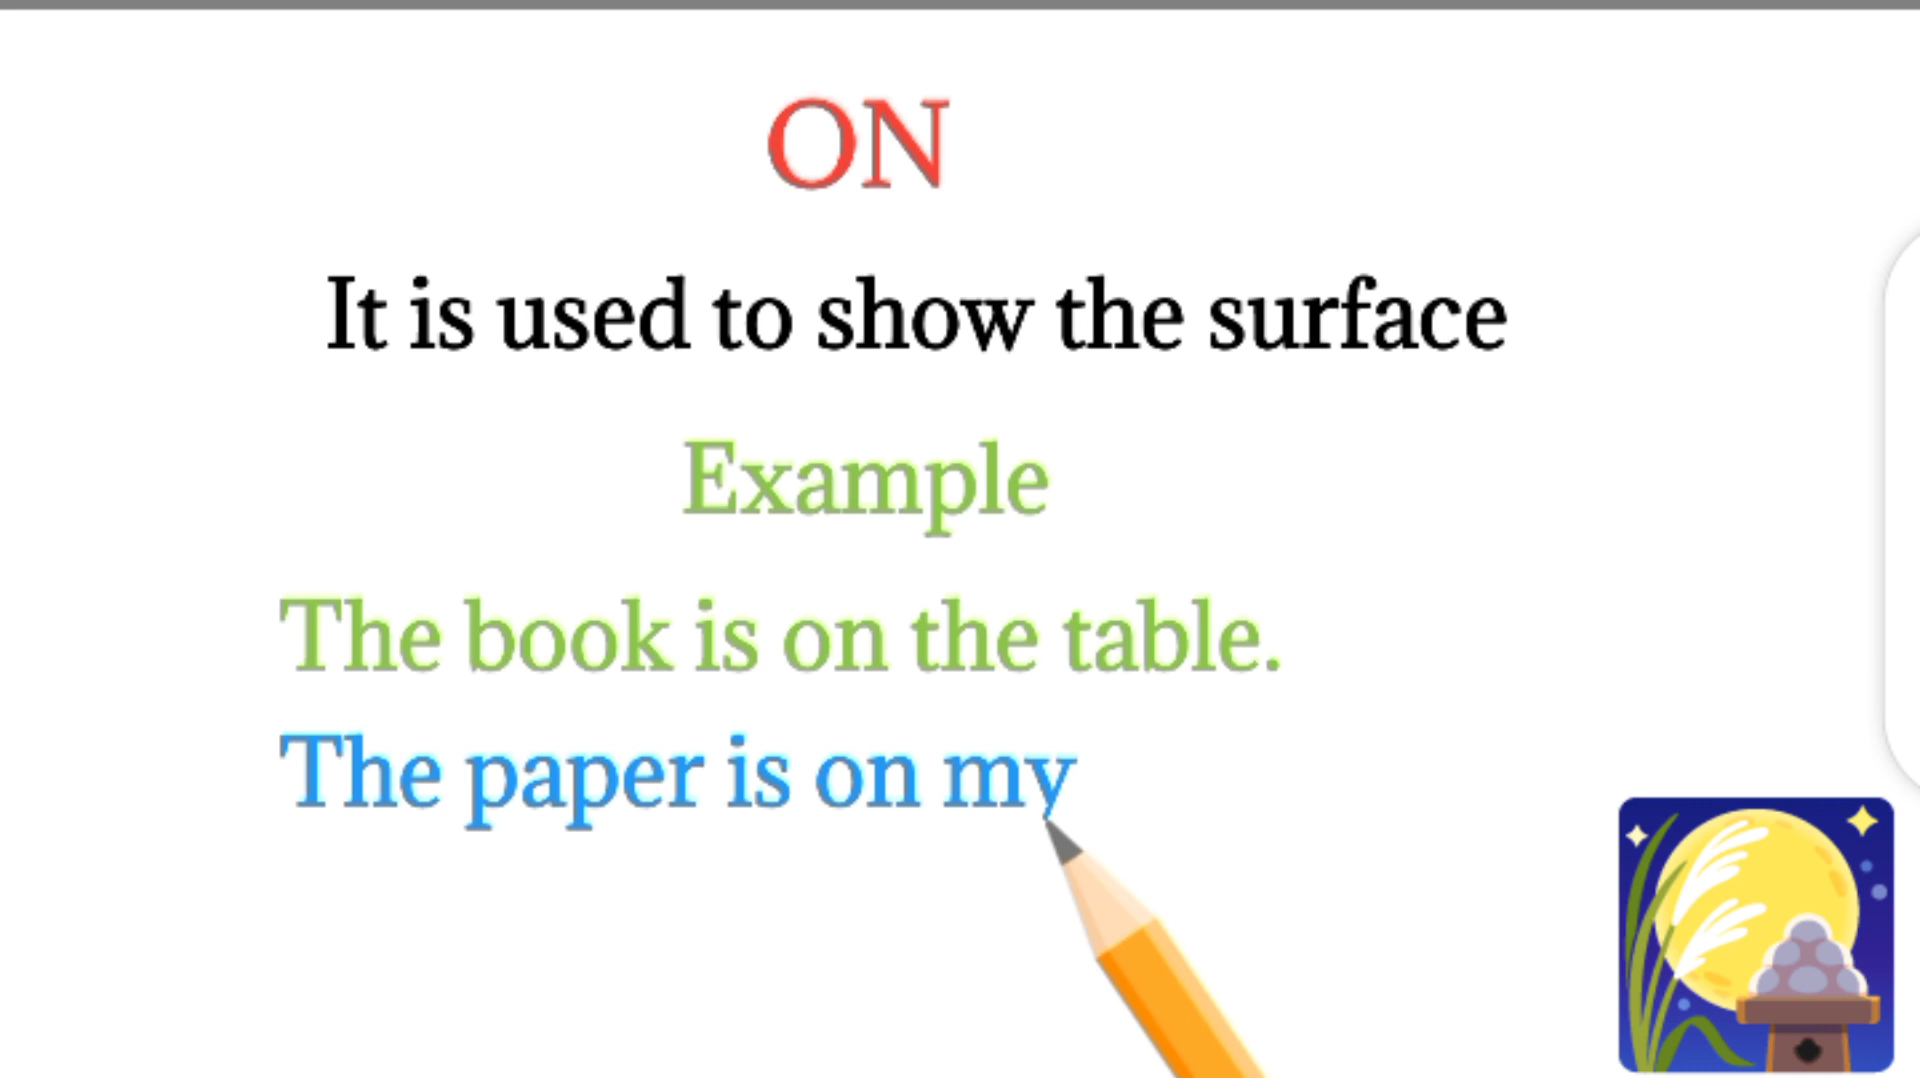 ON
It is used to show the surface
Example
The book is on the table.
The paper is on my